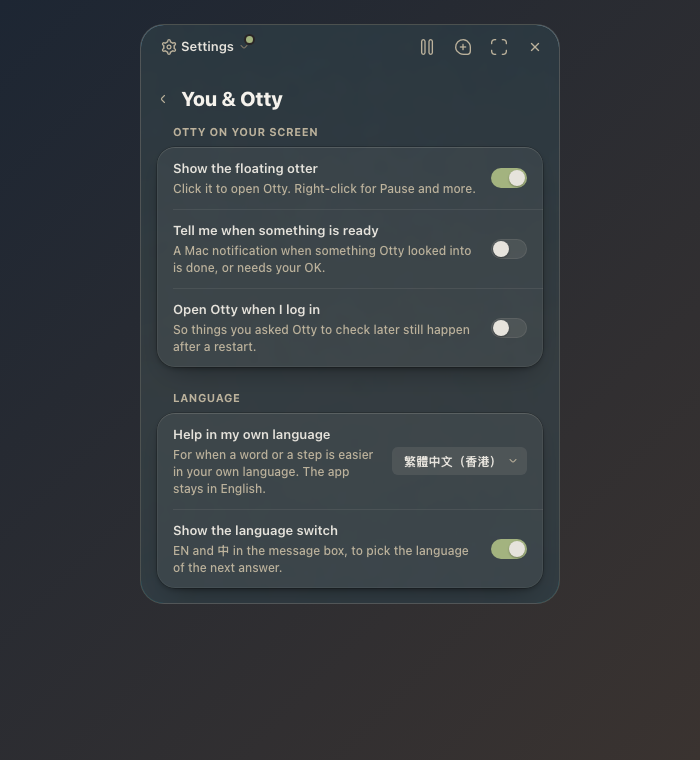 Settings
You & Otty
OTTY ON YOUR SCREEN
Show the floating otter
Click it to open Otty. Right-click for Pause and more.
Tell me when something is ready
A Mac notification when something Otty looked into
is done, or needs your OK.
Open Otty when I log in
So things you asked Otty to check later still happen
after a restart.
LANGUAGE
Help in my own language
For when a word or a step is easier
in your own language. The app
stays in English.
繁體中文（香港）
Show the language switch
EN and 中 in the message box, to pick the language
of the next answer.